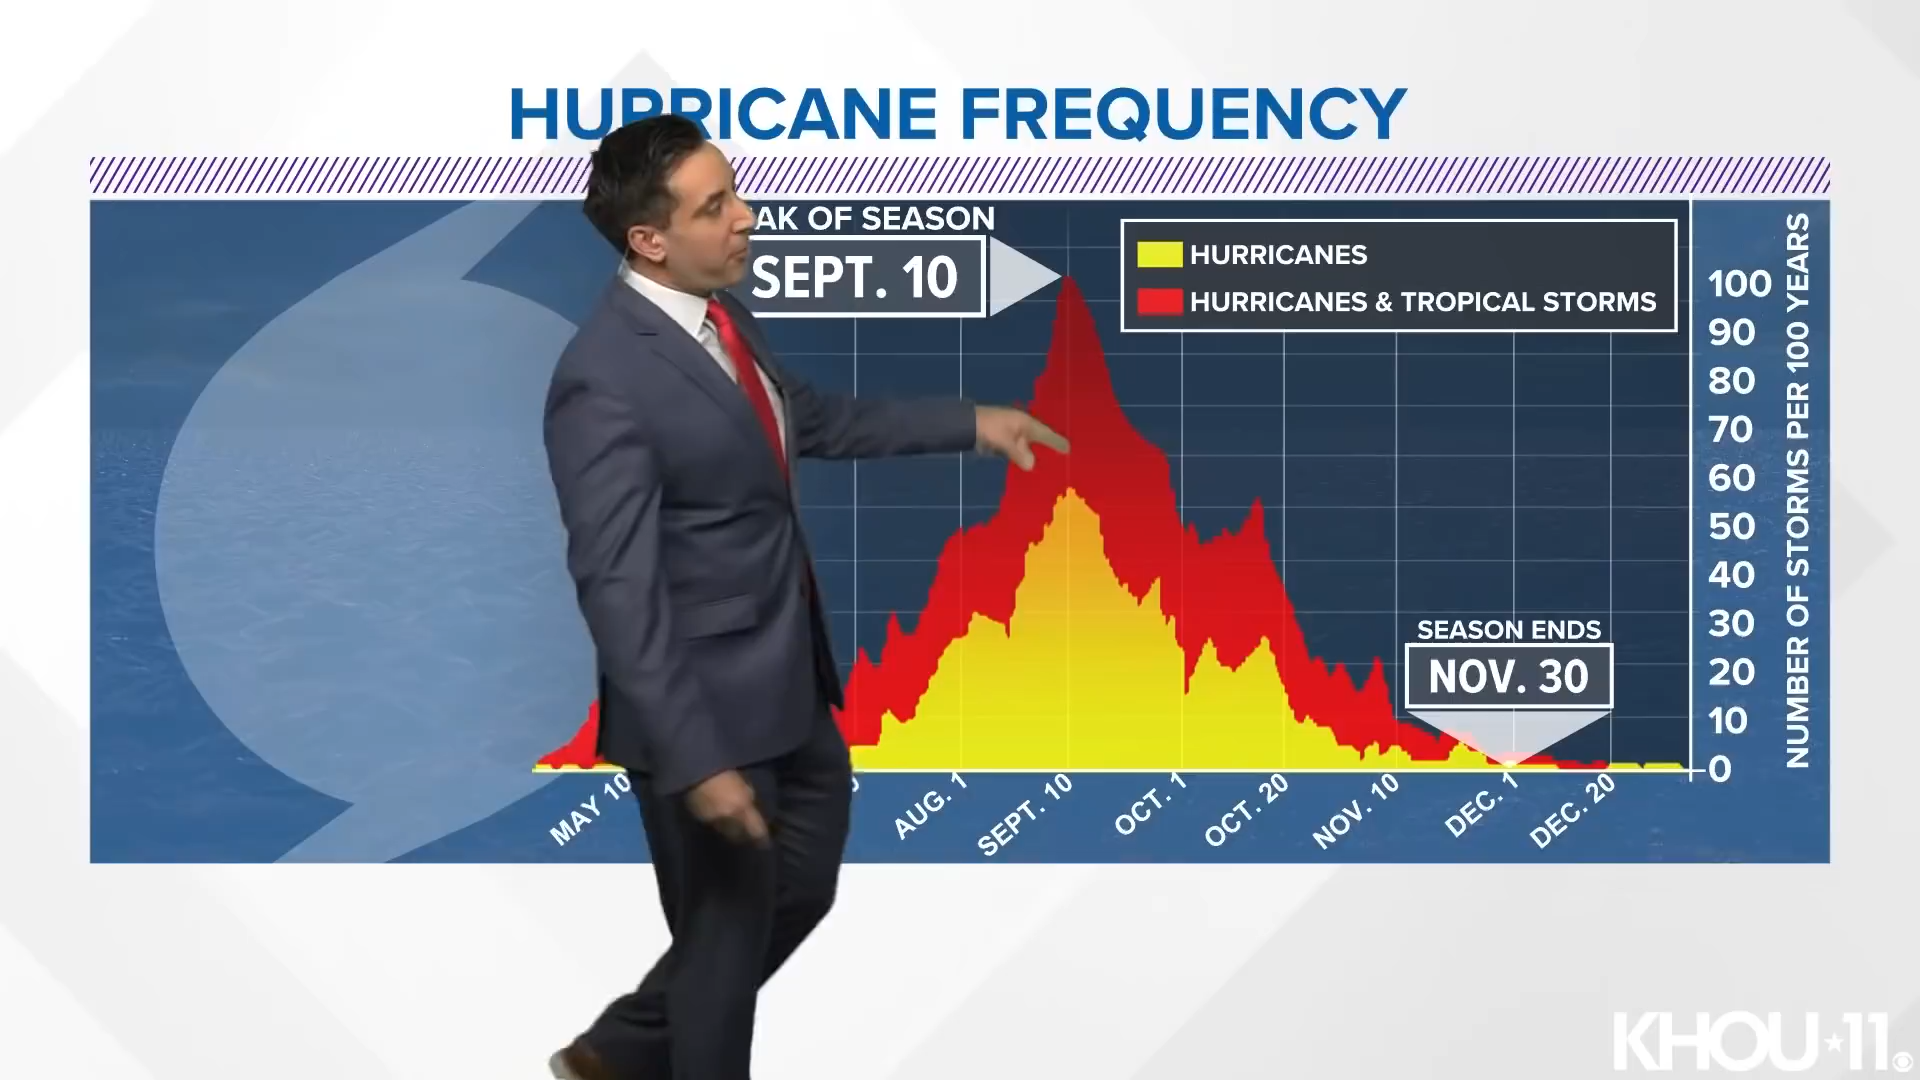 HURRICANE FREQUENCY
AK OF SEASON
SEPT. 10
HURRICANES
HURRICANES & TROPICAL STORMS
100
90
80
70
60
50
40
30
20
10
0
NUMBER OF STORMS PER 100 YEARS
SEASON ENDS
NOV. 30
MAY 10
AUG. 1
SEPT. 10
OCT. 1
OCT. 20
NOV. 10
DEC. 1
DEC. 20
KHOU★11